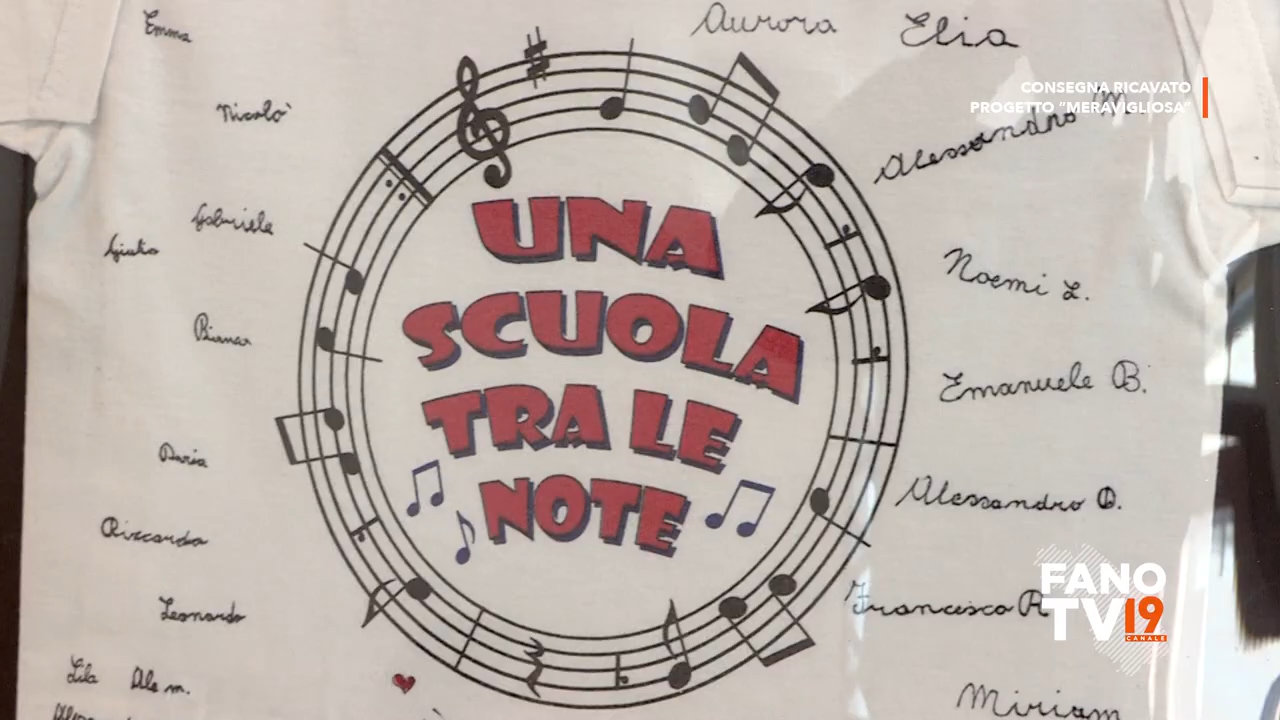 Emma
Aurora
Elia
CONSEGNA RICAVATO
PROGETTO “MERAVIGLIOSA”
Nicolò
Alessandro M.
Gabriele
Giulia
UNA
SCUOLA
TRA LE
NOTE
Noemi L.
Emanuele B.
Daria
Riccardo
Alessandro O.
Leonardo
Francesco R
FANO
TV19
CANALE
Lila
Ale m.
Miriam